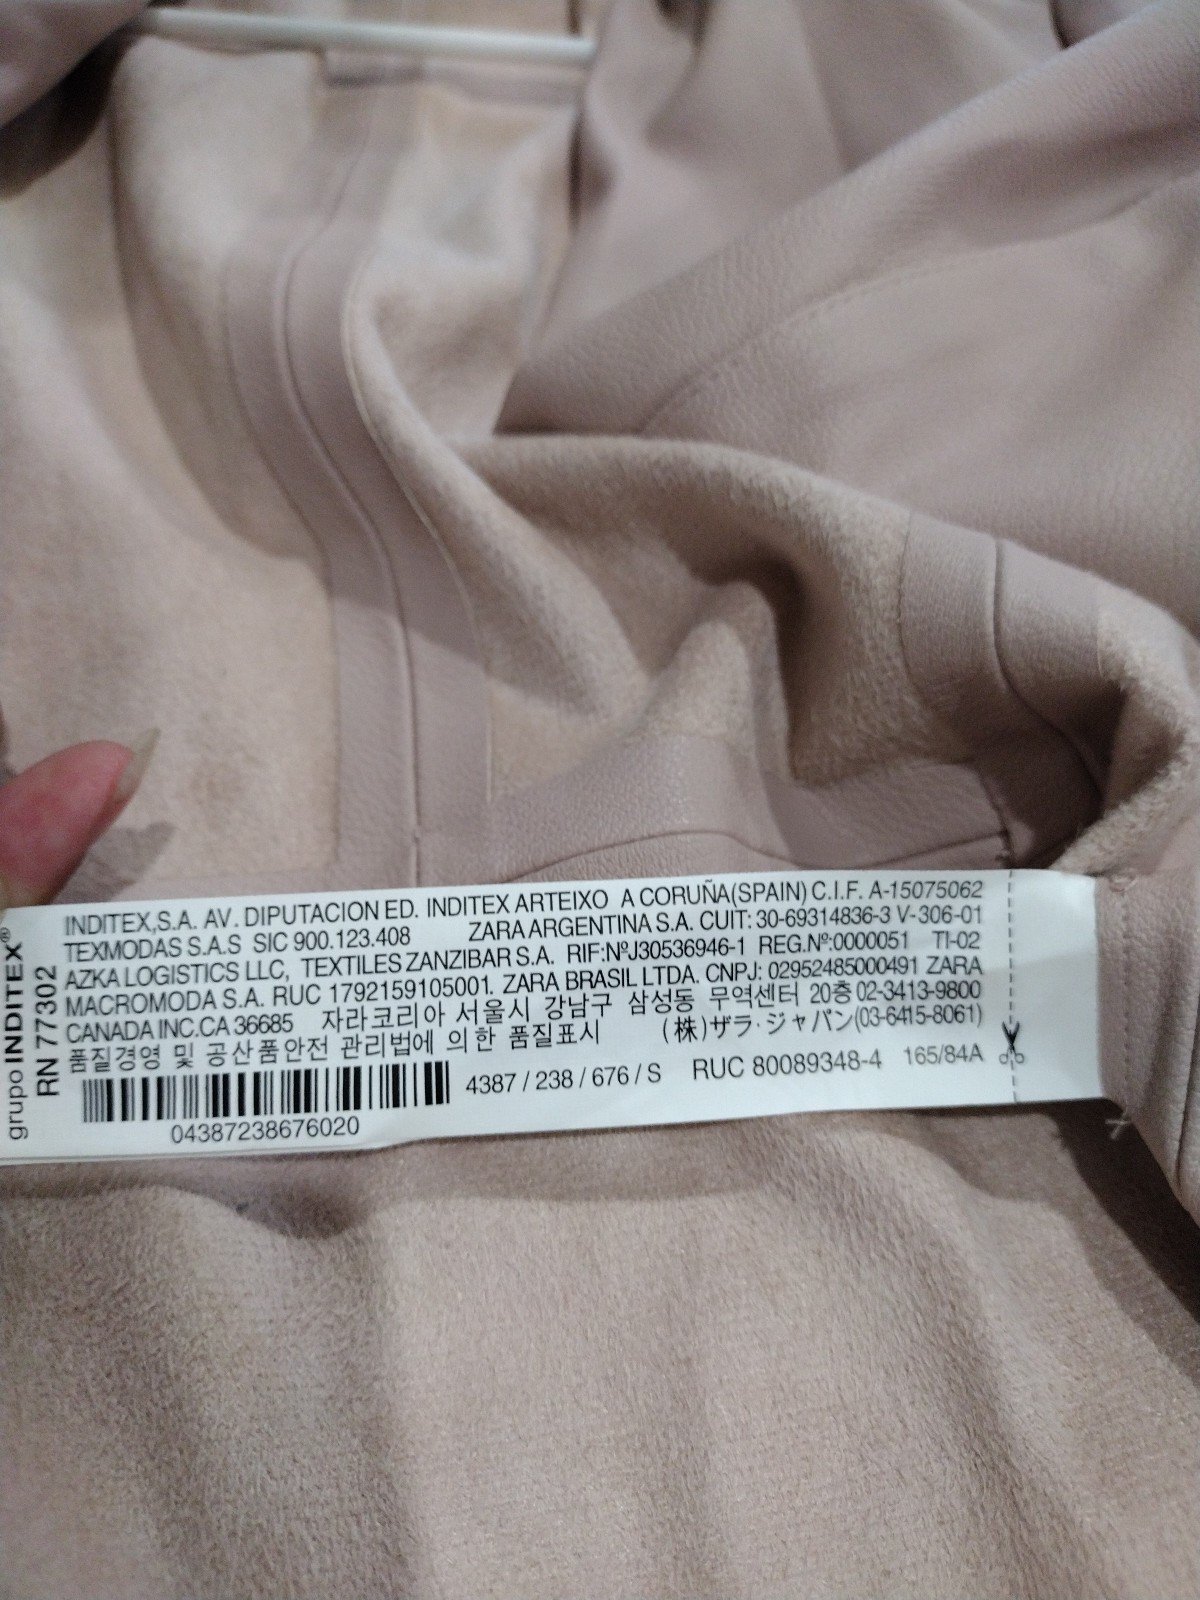 grupo INDITEX®
RN 77302
INDITEX,S.A. AV. DIPUTACION ED. INDITEX ARTEIXO A CORUÑA(SPAIN) C.I.F. A-15075062
TEXMODAS S.A.S SIC 900.123.408 ZARA ARGENTINA S.A. CUIT: 30-69314836-3 V-306-01
AZKA LOGISTICS LLC, TEXTILES ZANZIBAR S.A. RIF:NºJ30536946-1 REG.Nº:0000051 TI-02
MACROMODA S.A. RUC 1792159105001. ZARA BRASIL LTDA. CNPJ: 02952485000491 ZARA
CANADA INC.CA 36685 자라코리아 서울시 강남구 삼성동 무역센터 20층 02-3413-9800
품질경영 및 공산품안전 관리법에 의한 품질표시 (株)ザラ・ジャパン(03-6415-8061)
4387 / 238 / 676 / S RUC 80089348-4 165/84A
04387238676020